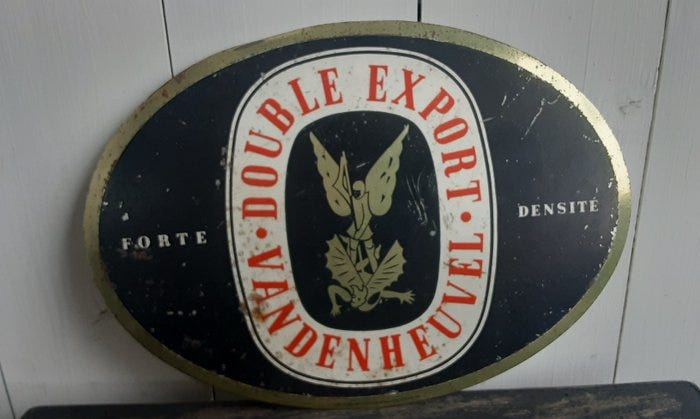 DOUBLE EXPORT
FORTE
DENSITÉ
• VANDENHEUVEL •